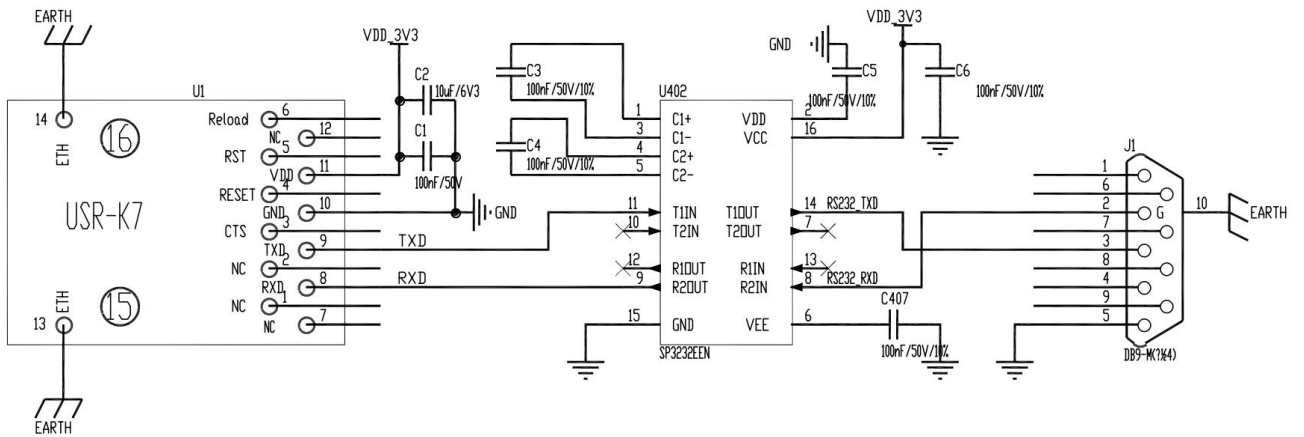 EARTH
VDD_3V3
VDD_3V3
GND
C2
10uF/6V3
C3
100nF/50V/10%
C5
100nF/50V/10%
C6
100nF/50V/10%
U1
U402
14
16
ETH
Reload 6
NC 12
RST 5
VDD 11
RESET 4
GND 10
CTS 3
TXD 9
NC 2
RXD 8
NC 1
NC 7
USR-K7
13
15
ETH
EARTH
C1
100nF/50V
GND
TXD
RXD
C4
100nF/50V/10%
1 C1+
3 C1-
4 C2+
5 C2-
11 T1IN
10 T2IN
12 R1OUT
9 R2OUT
15 GND
VDD 2
VCC 16
T1OUT 14 RS232_TXD
T2OUT 7
R1IN 13
R2IN 8 RS232_RXD
VEE 6
SP3232EEN
C407
100nF/50V/10%
J1
1
6
2
7
3
8
4
9
5
G
10
EARTH
DB9-M(?¾4)